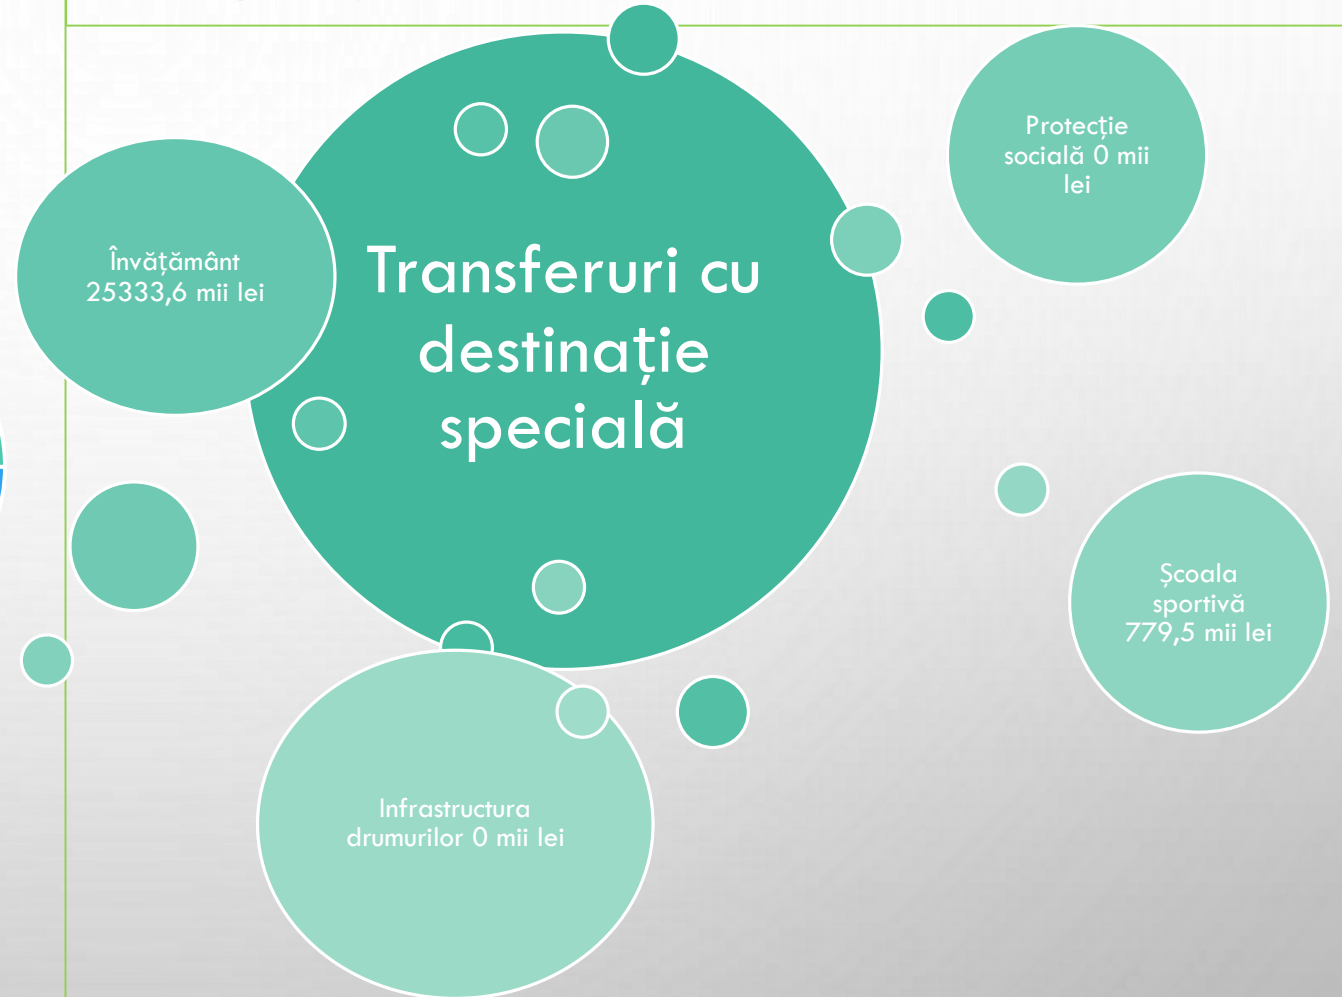 Transferuri cu
destinație
specială
Învățământ
25333,6 mii lei
Protecție
socială 0 mii
lei
Școala
sportivă
779,5 mii lei
Infrastructura
drumurilor 0 mii lei